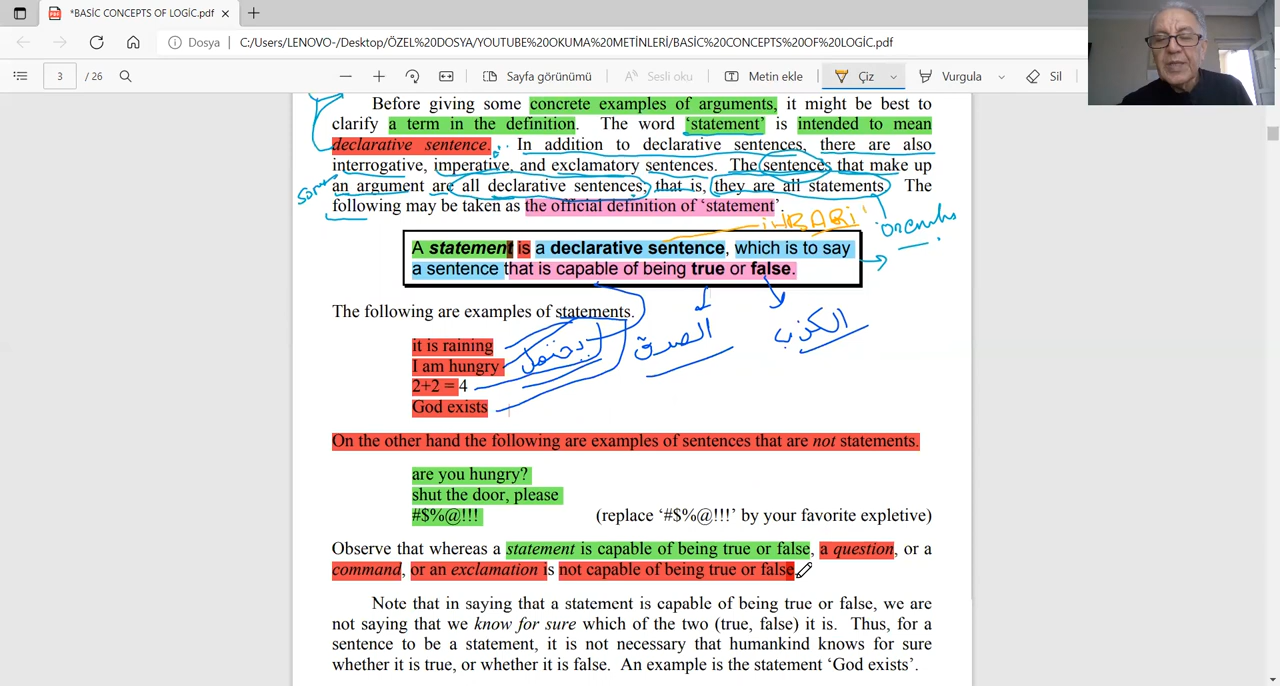 *BASIC CONCEPTS OF LOGİC.pdf
Dosya C:/Users/LENOVO-/Desktop/ÖZEL%20DOSYA/YOUTUBE%20OKUMA%20METİNLERİ/BASİC%20CONCEPTS%20OF%20LOGİC.pdf
3 / 26 Sayfa görünümü Sesli oku Metin ekle Çiz Vurgula Sil
Before giving some concrete examples of arguments, it might be best to
clarify a term in the definition. The word ‘statement’ is intended to mean
declarative sentence. In addition to declarative sentences, there are also
interrogative, imperative, and exclamatory sentences. The sentences that make up
an argument are all declarative sentences, that is, they are all statements. The
following may be taken as the official definition of ‘statement’.
iHBARi
A statement is a declarative sentence, which is to say
a sentence that is capable of being true or false.
The following are examples of statements.
الصدق
الكذب
يحتمل
it is raining
I am hungry
2+2 = 4
God exists
On the other hand the following are examples of sentences that are not statements.
are you hungry?
shut the door, please
#$%@!!! (replace ‘#$%@!!!’ by your favorite expletive)
Observe that whereas a statement is capable of being true or false, a question, or a
command, or an exclamation is not capable of being true or false.
Note that in saying that a statement is capable of being true or false, we are
not saying that we know for sure which of the two (true, false) it is. Thus, for a
sentence to be a statement, it is not necessary that humankind knows for sure
whether it is true, or whether it is false. An example is the statement ‘God exists’.